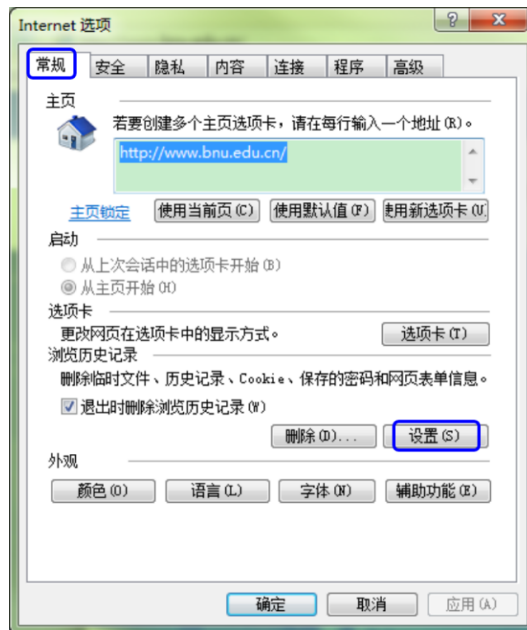 Internet 选项
常规 安全 隐私 内容 连接 程序 高级
主页
若要创建多个主页选项卡，请在每行输入一个地址(R)。
http://www.bnu.edu.cn/
主页锁定 使用当前页(C) 使用默认值(F) 使用新选项卡(U)
启动
从上次会话中的选项卡开始(B)
从主页开始(H)
选项卡
更改网页在选项卡中的显示方式。 选项卡(T)
浏览历史记录
删除临时文件、历史记录、Cookie、保存的密码和网页表单信息。
退出时删除浏览历史记录(W)
删除(D)... 设置(S)
外观
颜色(O) 语言(L) 字体(N) 辅助功能(E)
确定 取消 应用(A)